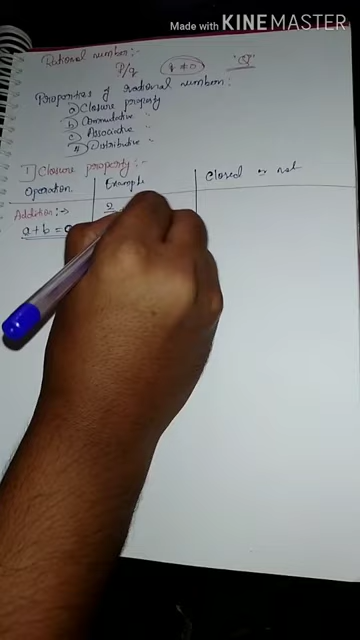 Made with KINEMASTER
Rational number:-
P/q q ≠ 0 'Q'
Properties of rational numbers:
a) Closure property
b) Commutative "
c) Associative "
d) Distributive "
1) Closure property:-
Operation Example Closed or not
Addition:→ 2
a + b =